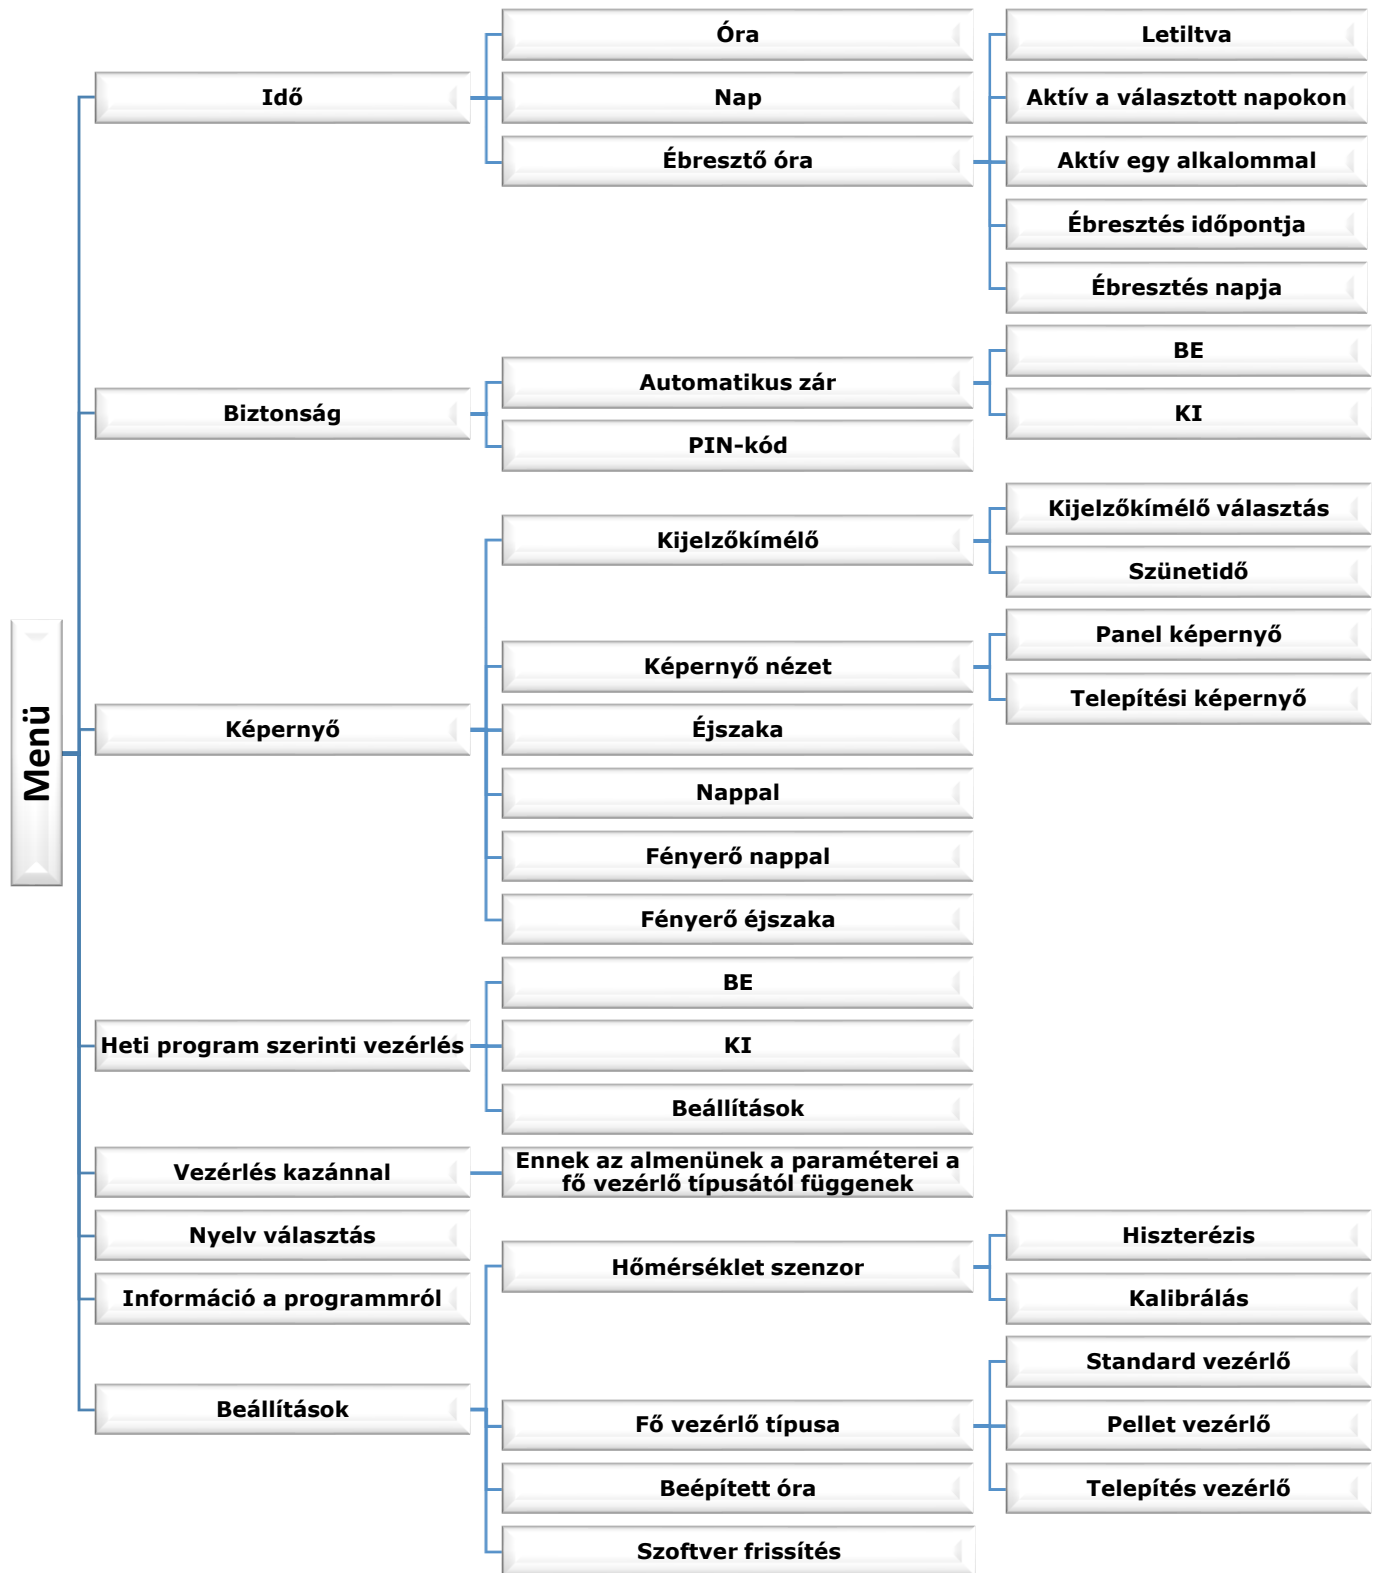 Menü
Idő
Óra
Nap
Ébresztő óra
Letiltva
Aktív a választott napokon
Aktív egy alkalommal
Ébresztés időpontja
Ébresztés napja
Biztonság
Automatikus zár
BE
KI
PIN-kód
Képernyő
Kijelzőkímélő
Kijelzőkímélő választás
Szünetidő
Képernyő nézet
Panel képernyő
Telepítési képernyő
Éjszaka
Nappal
Fényerő nappal
Fényerő éjszaka
Heti program szerinti vezérlés
BE
KI
Beállítások
Vezérlés kazánnal
Ennek az almenünek a paraméterei a
fő vezérlő típusától függenek
Nyelv választás
Információ a programmról
Beállítások
Hőmérséklet szenzor
Hiszterézis
Kalibrálás
Fő vezérlő típusa
Standard vezérlő
Pellet vezérlő
Telepítés vezérlő
Beépített óra
Szoftver frissítés